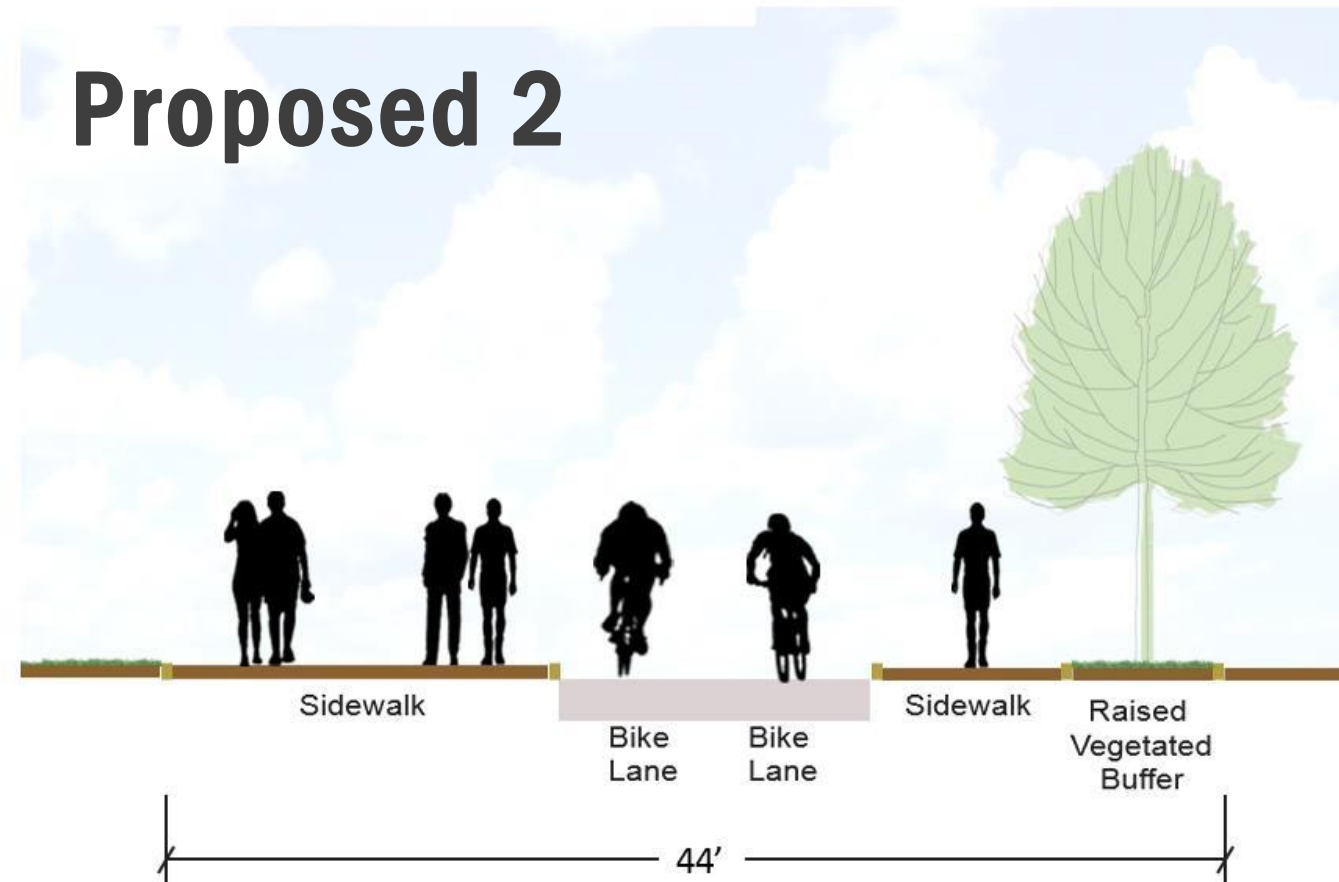 Proposed 2
Sidewalk
Bike
Lane
Bike
Lane
Sidewalk
Raised
Vegetated
Buffer
44’